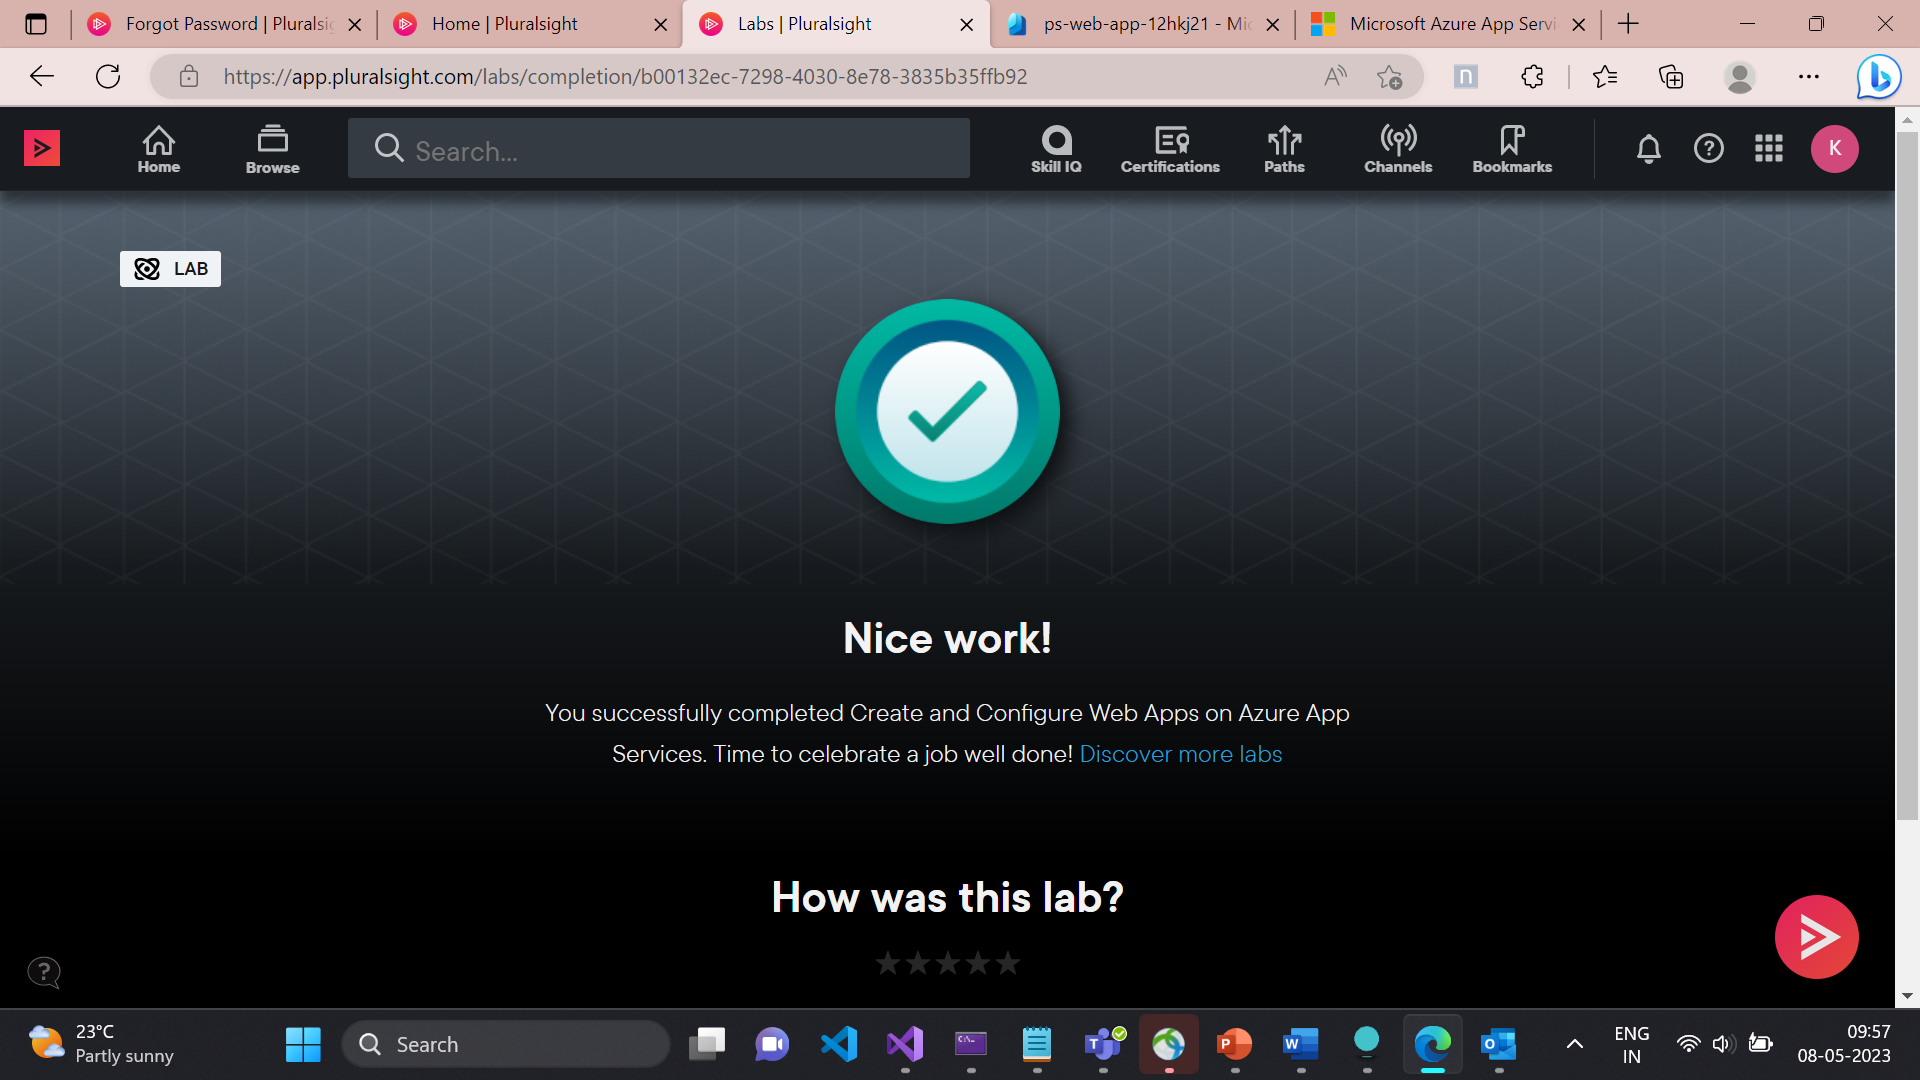 Forgot Password | Pluralsig
Home | Pluralsight
Labs | Pluralsight
ps-web-app-12hkj21 - Mic
Microsoft Azure App Servi
https://app.pluralsight.com/labs/completion/b00132ec-7298-4030-8e78-3835b35ffb92
Home
Browse
Search...
Skill IQ
Certifications
Paths
Channels
Bookmarks
K
LAB
Nice work!
You successfully completed Create and Configure Web Apps on Azure App
Services. Time to celebrate a job well done! Discover more labs
How was this lab?
23°C
Partly sunny
Search
ENG
IN
09:57
08-05-2023